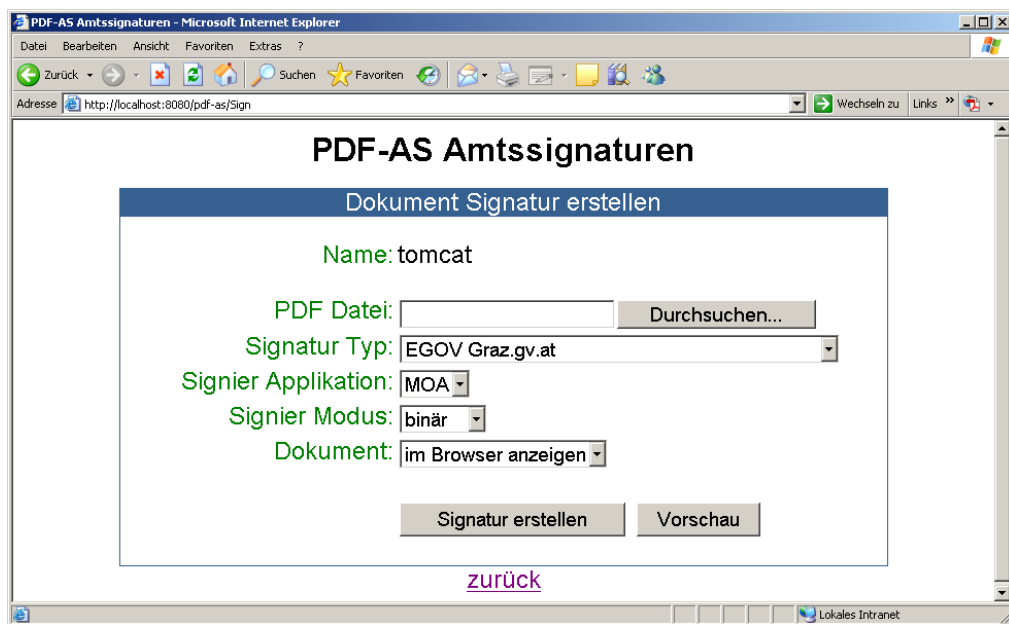 PDF-AS Amtssignaturen - Microsoft Internet Explorer
Datei Bearbeiten Ansicht Favoriten Extras ?
Zurück Suchen Favoriten
Adresse http://localhost:8080/pdf-as/Sign Wechseln zu Links »
PDF-AS Amtssignaturen
Dokument Signatur erstellen
Name: tomcat
PDF Datei: Durchsuchen...
Signatur Typ: EGOV Graz.gv.at
Signier Applikation: MOA
Signier Modus: binär
Dokument: im Browser anzeigen
Signatur erstellen Vorschau
zurück
Lokales Intranet